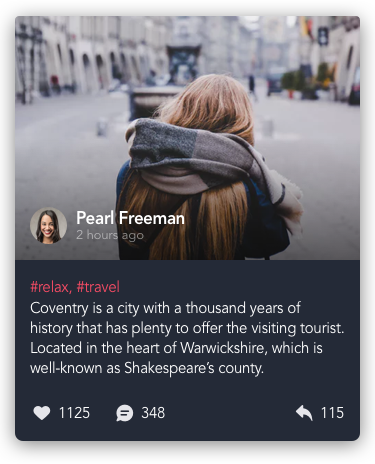 Pearl Freeman
2 hours ago
#relax, #travel
Coventry is a city with a thousand years of
history that has plenty to offer the visiting tourist.
Located in the heart of Warwickshire, which is
well-known as Shakespeare’s county.
1125 348 115